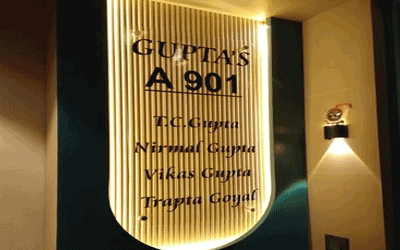 GUPTA'S
A 901
T.C.Gupta
Nirmal Gupta
Vikas Gupta
Trapta Goyal